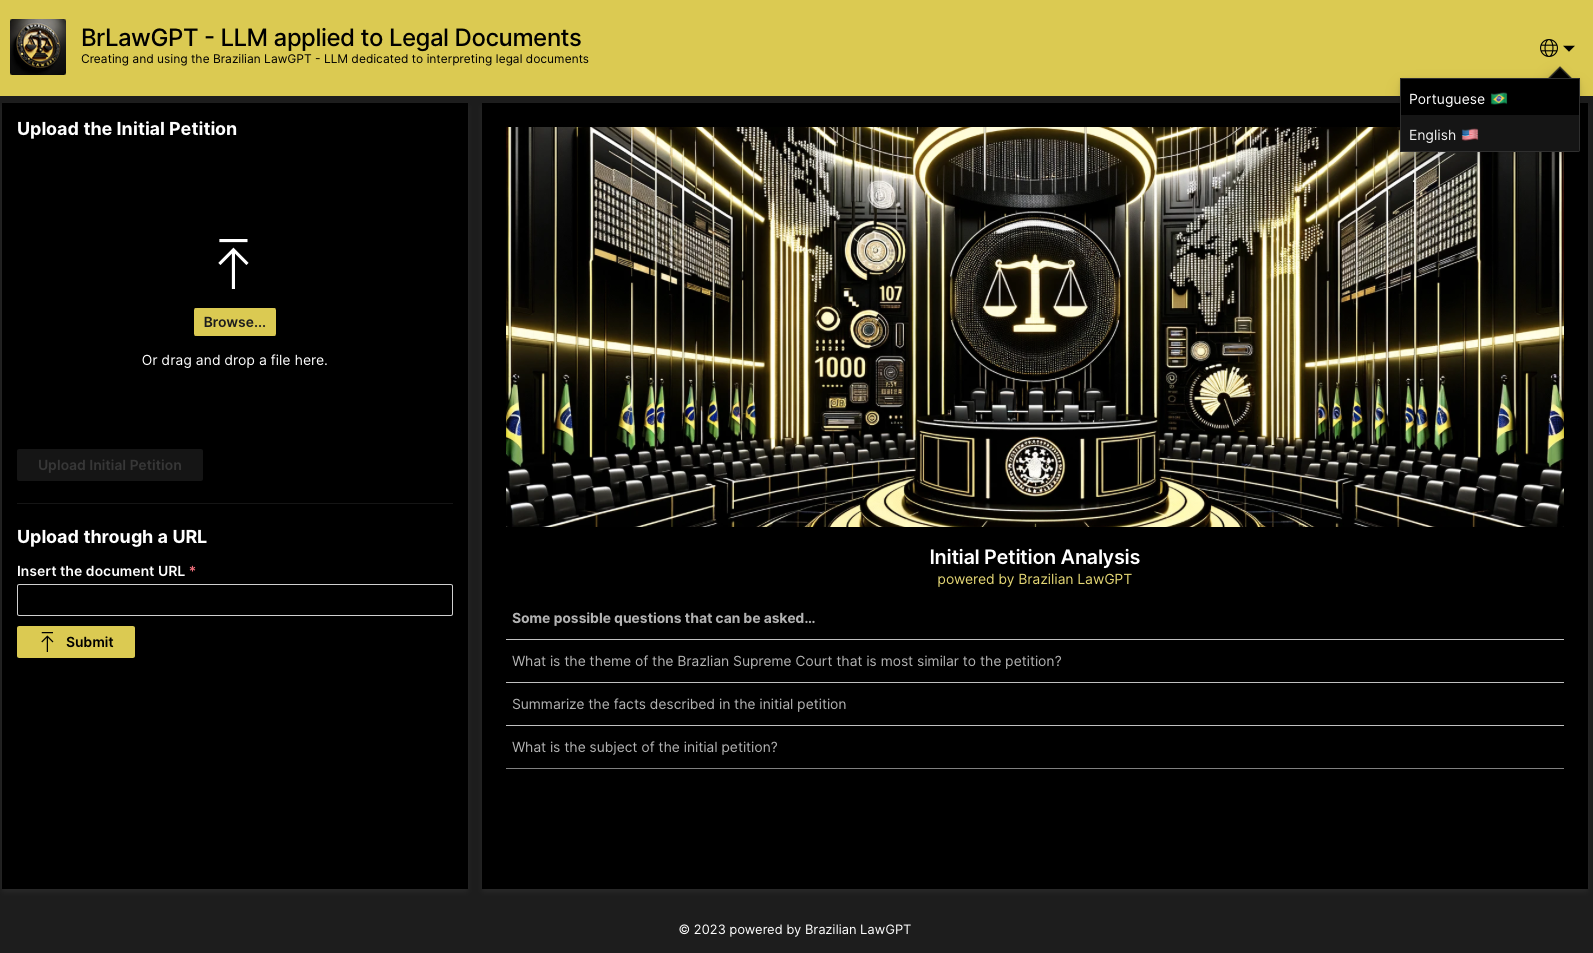 BrLawGPT - LLM applied to Legal Documents
Creating and using the Brazilian LawGPT - LLM dedicated to interpreting legal documents
Portuguese
English
Upload the Initial Petition
Browse...
Or drag and drop a file here.
Upload Initial Petition
Upload through a URL
Insert the document URL *
Submit
107
1000
Initial Petition Analysis
powered by Brazilian LawGPT
Some possible questions that can be asked...
What is the theme of the Brazlian Supreme Court that is most similar to the petition?
Summarize the facts described in the initial petition
What is the subject of the initial petition?
© 2023 powered by Brazilian LawGPT